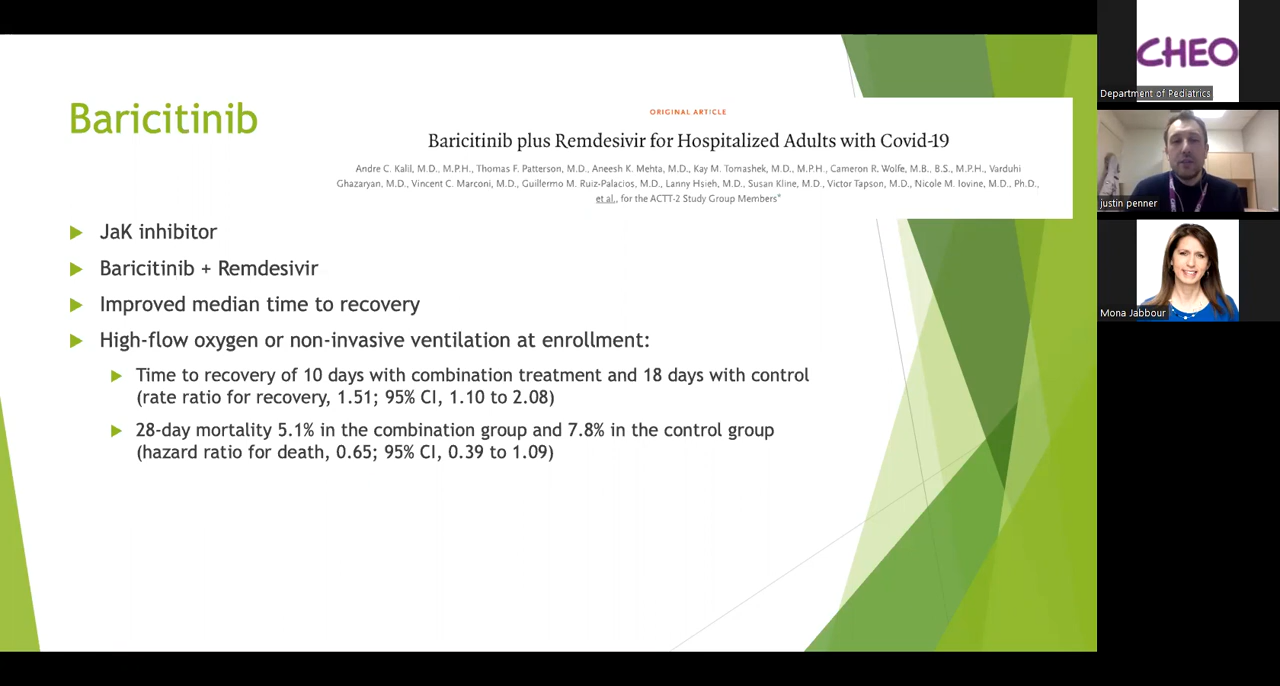 Baricitinib
ORIGINAL ARTICLE
Baricitinib plus Remdesivir for Hospitalized Adults with Covid-19
Andre C. Kalil, M.D., M.P.H., Thomas F. Patterson, M.D., Aneesh K. Mehta, M.D., Kay M. Tomashek, M.D., M.P.H., Cameron R. Wolfe, M.B., B.S., M.P.H., Varduhi
Ghazaryan, M.D., Vincent C. Marconi, M.D., Guillermo M. Ruiz-Palacios, M.D., Lanny Hsieh, M.D., Susan Kline, M.D., Victor Tapson, M.D., Nicole M. Iovine, M.D., Ph.D.,
et al., for the ACTT-2 Study Group Members*
JaK inhibitor
Baricitinib + Remdesivir
Improved median time to recovery
High-flow oxygen or non-invasive ventilation at enrollment:
Time to recovery of 10 days with combination treatment and 18 days with control
(rate ratio for recovery, 1.51; 95% CI, 1.10 to 2.08)
28-day mortality 5.1% in the combination group and 7.8% in the control group
(hazard ratio for death, 0.65; 95% CI, 0.39 to 1.09)
CHEO
Department of Pediatrics
justin penner
Mona Jabbour